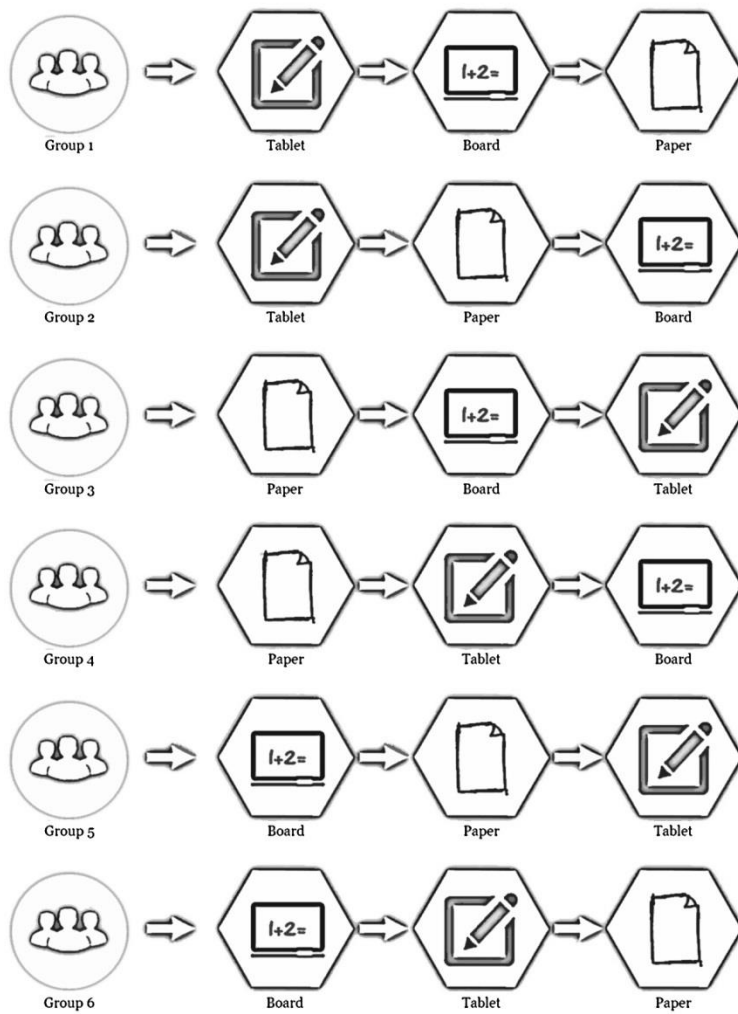 1+2=
Group 1 Tablet Board Paper
1+2=
Group 2 Tablet Paper Board
1+2=
Group 3 Paper Board Tablet
1+2=
Group 4 Paper Tablet Board
1+2=
Group 5 Board Paper Tablet
1+2=
Group 6 Board Tablet Paper